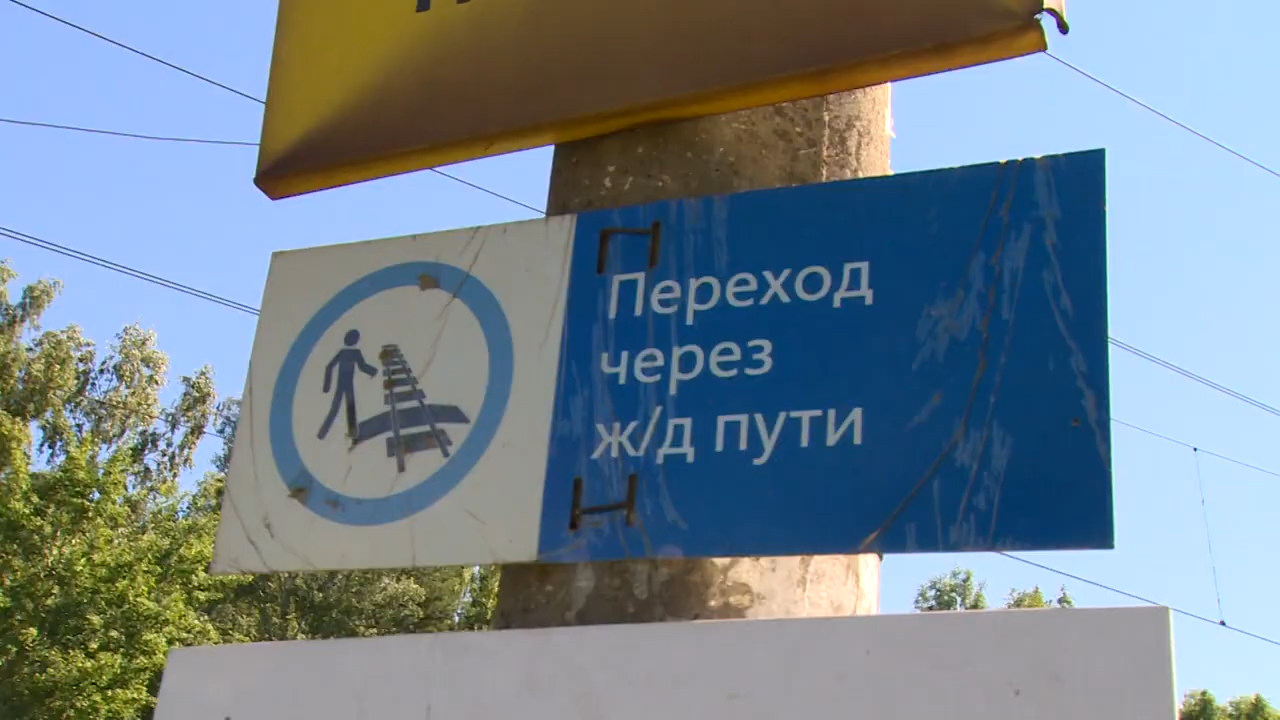 Переход
через
ж/д пути